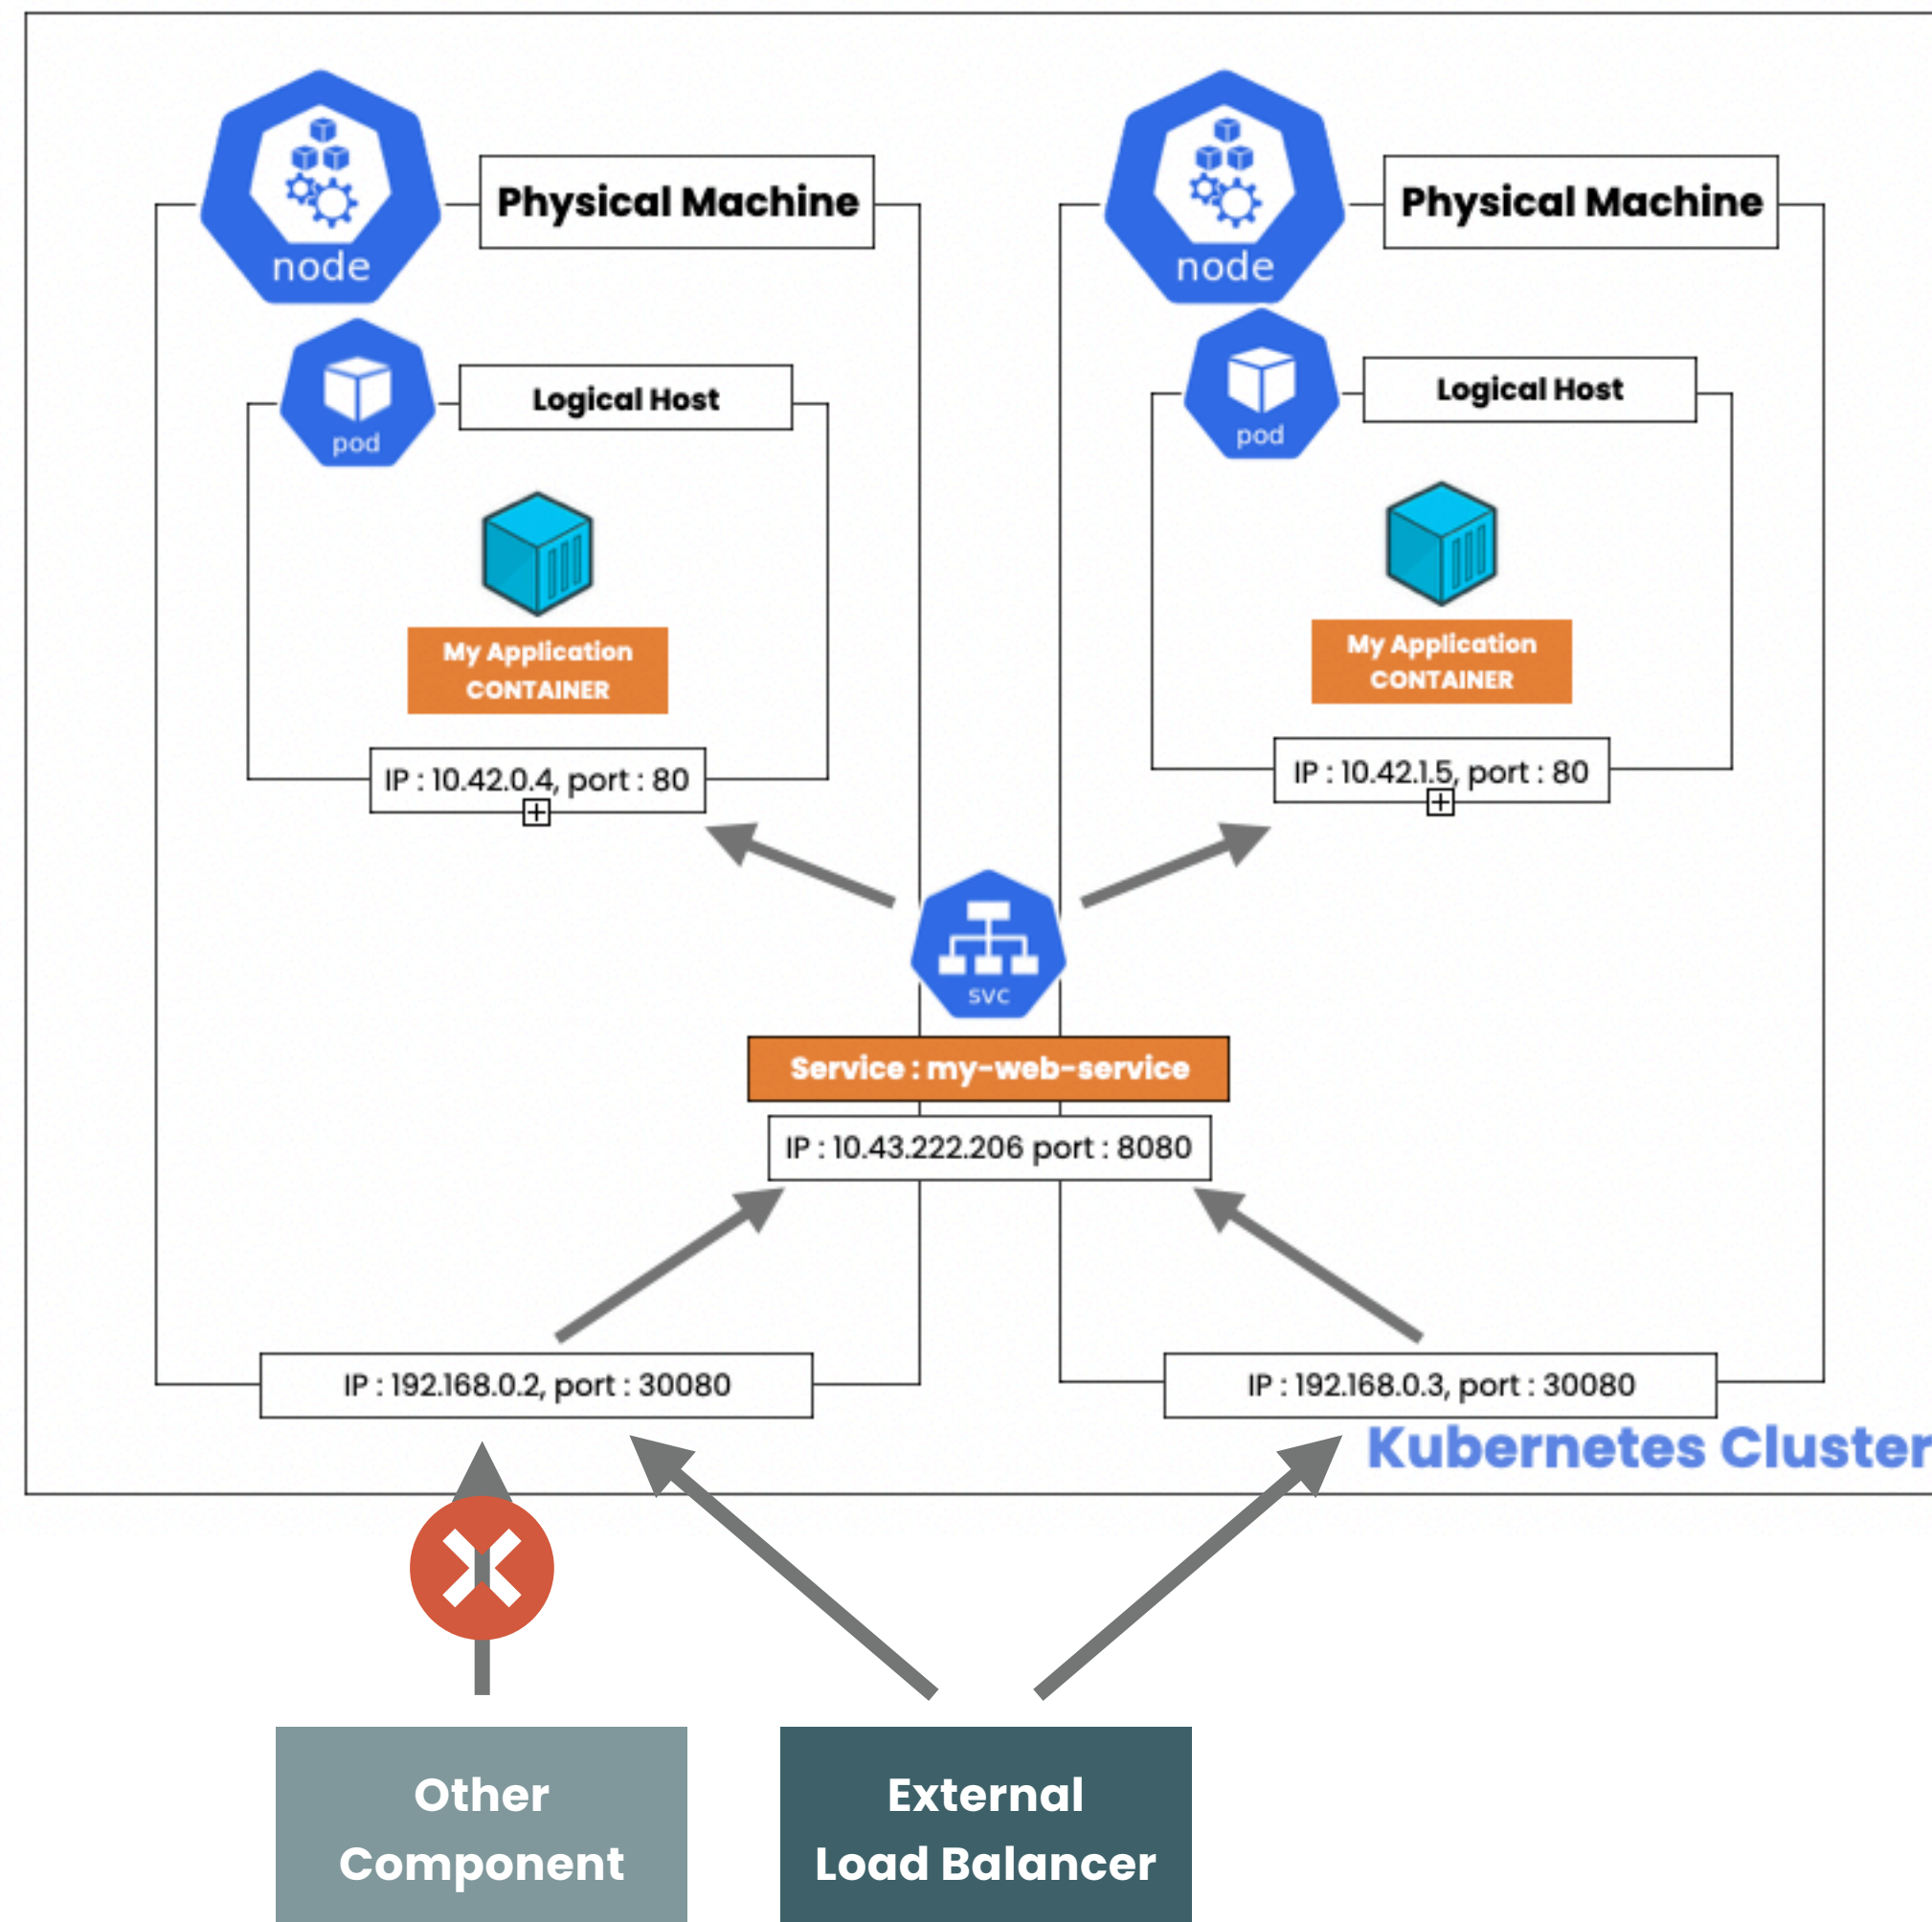 node
Physical Machine
node
Physical Machine
pod
Logical Host
pod
Logical Host
My Application
CONTAINER
My Application
CONTAINER
IP : 10.42.0.4, port : 80
IP : 10.42.1.5, port : 80
svc
Service : my-web-service
IP : 10.43.222.206 port : 8080
IP : 192.168.0.2, port : 30080
IP : 192.168.0.3, port : 30080
Kubernetes Cluster
Other
Component
External
Load Balancer